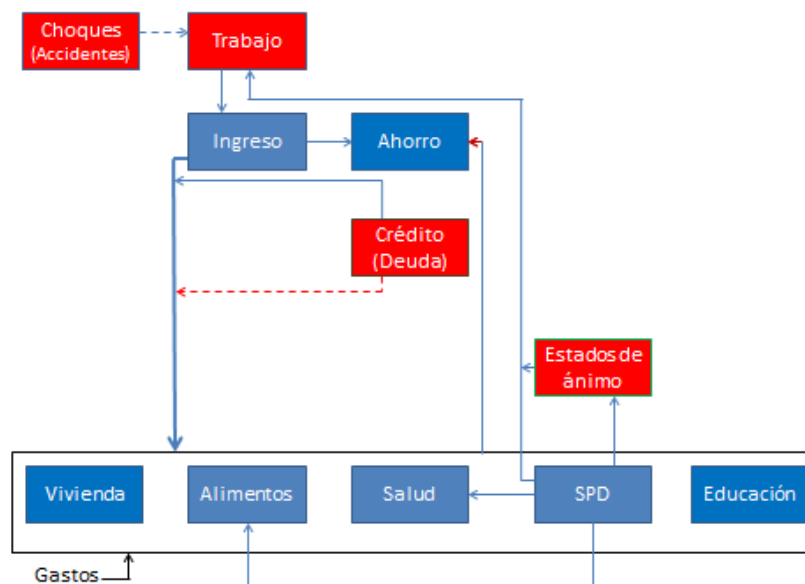 Choques
(Accidentes)
Trabajo
Ingreso
Ahorro
Crédito
(Deuda)
Estados de
ánimo
Vivienda
Alimentos
Salud
SPD
Educación
Gastos